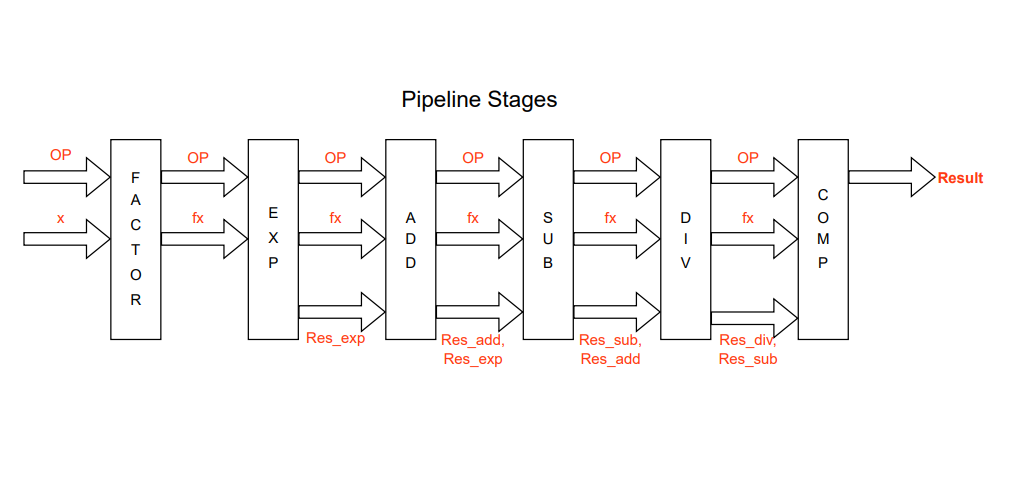 Pipeline Stages
OP
OP
OP
OP
OP
OP
Result
x
fx
fx
fx
fx
fx
FACTOR
EXP
ADD
SUB
DIV
COMP
Res_exp
Res_add,
Res_exp
Res_sub,
Res_add
Res_div,
Res_sub